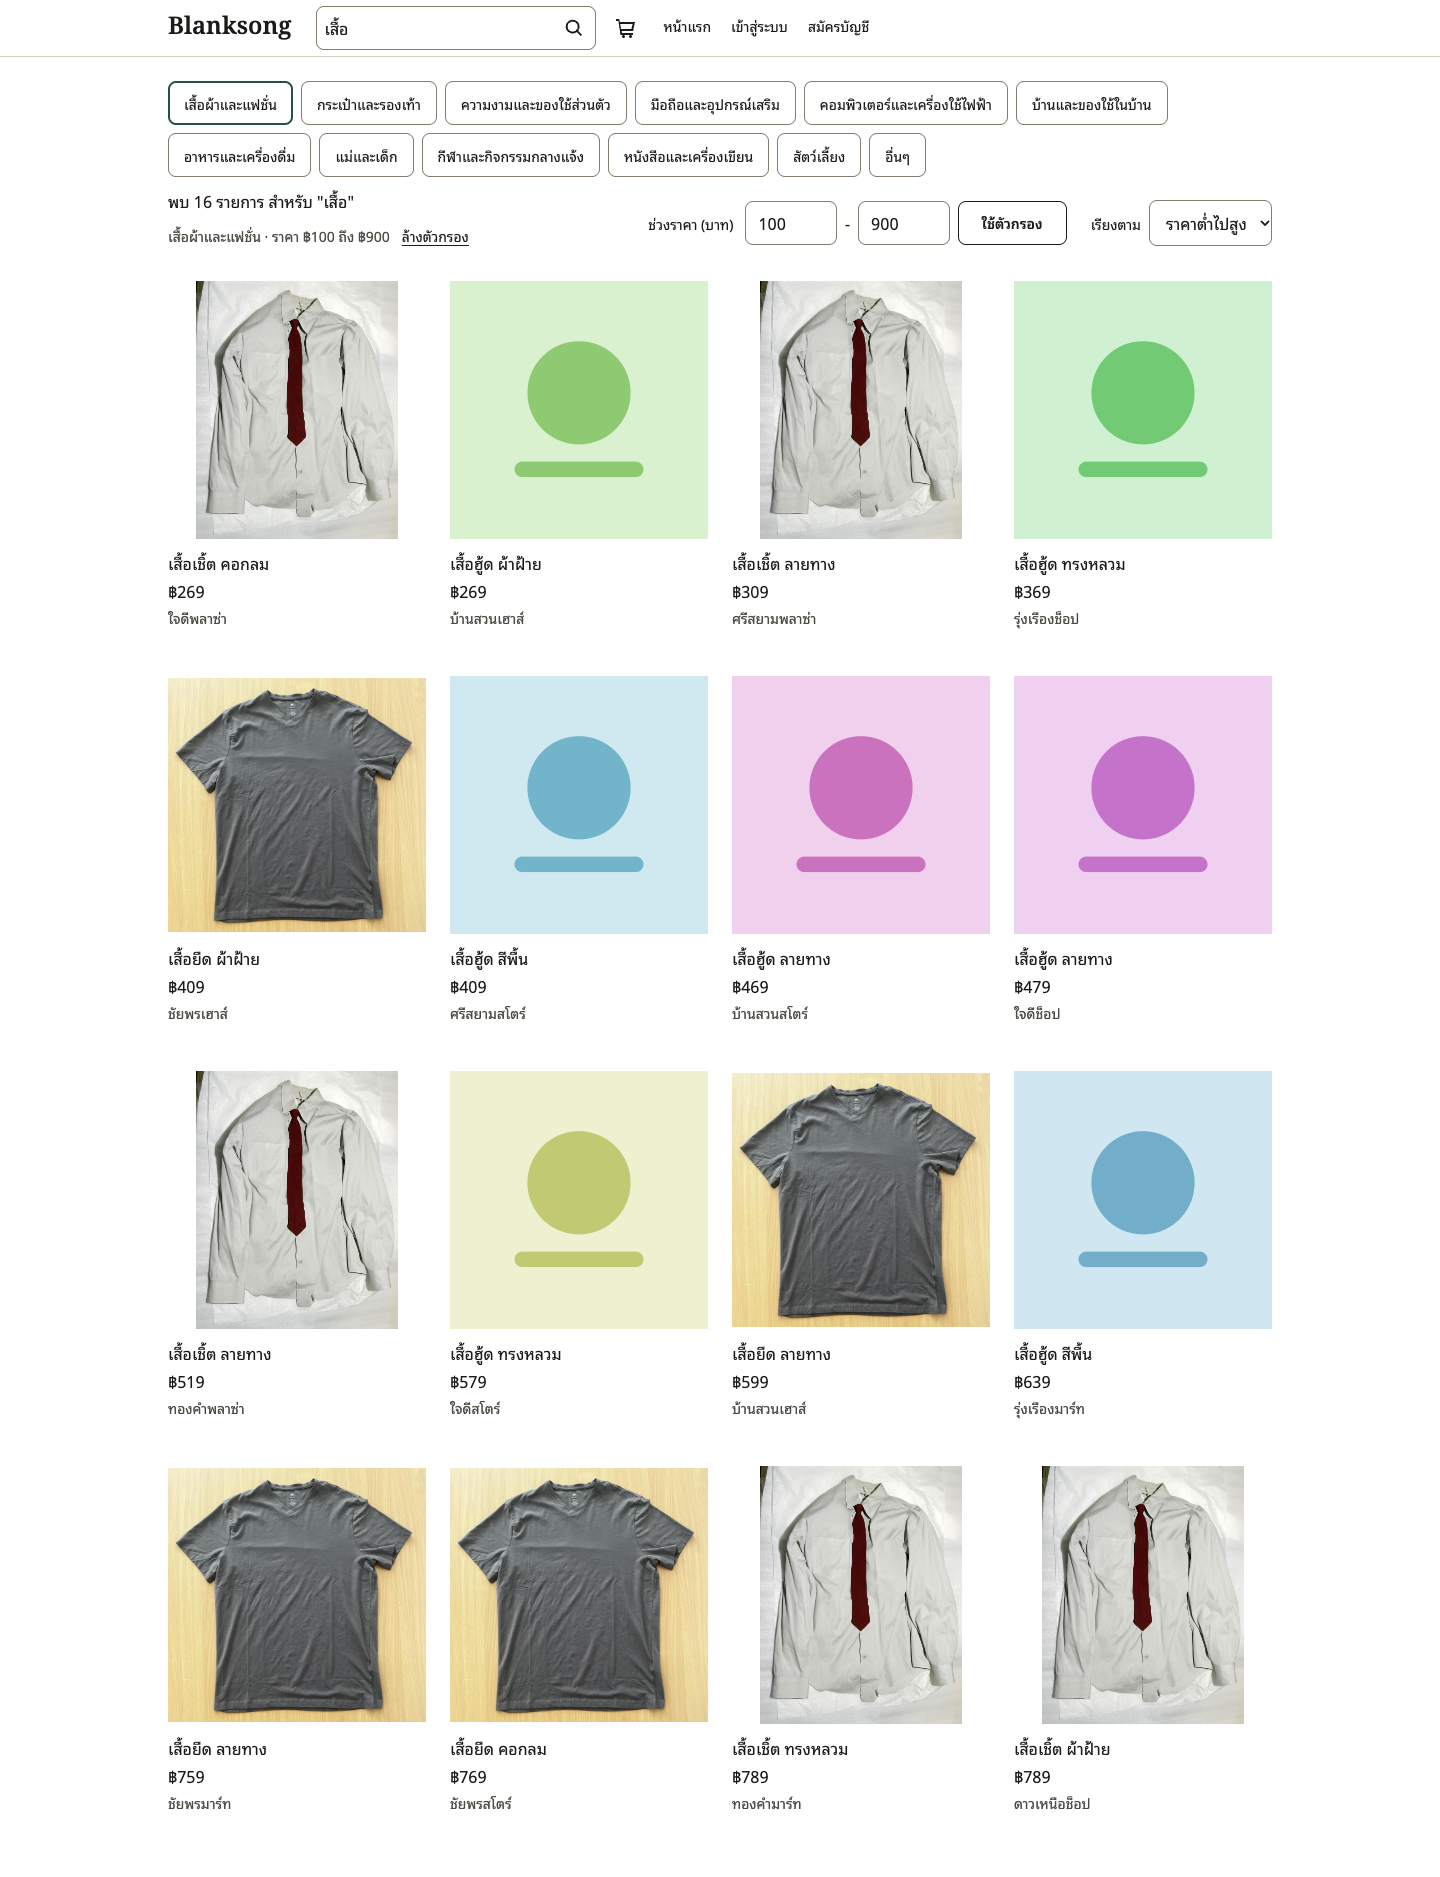 Blanksong
เสื้อ
หน้าแรก
เข้าสู่ระบบ
สมัครบัญชี
เสื้อผ้าและแฟชั่น
กระเป๋าและรองเท้า
ความงามและของใช้ส่วนตัว
มือถือและอุปกรณ์เสริม
คอมพิวเตอร์และเครื่องใช้ไฟฟ้า
บ้านและของใช้ในบ้าน
อาหารและเครื่องดื่ม
แม่และเด็ก
กีฬาและกิจกรรมกลางแจ้ง
หนังสือและเครื่องเขียน
สัตว์เลี้ยง
อื่นๆ
พบ 16 รายการ สำหรับ "เสื้อ"
เสื้อผ้าและแฟชั่น · ราคา ฿100 ถึง ฿900 ล้างตัวกรอง
ช่วงราคา (บาท) 100 - 900 ใช้ตัวกรอง
เรียงตาม ราคาต่ำไปสูง
เสื้อเชิ้ต คอกลม
฿269
ใจดีพลาซ่า
เสื้อฮู้ด ผ้าฝ้าย
฿269
บ้านสวนเฮาส์
เสื้อเชิ้ต ลายทาง
฿309
ศรีสยามพลาซ่า
เสื้อฮู้ด ทรงหลวม
฿369
รุ่งเรืองช็อป
เสื้อยืด ผ้าฝ้าย
฿409
ชัยพรเฮาส์
เสื้อฮู้ด สีพื้น
฿409
ศรีสยามสโตร์
เสื้อฮู้ด ลายทาง
฿469
บ้านสวนสโตร์
เสื้อฮู้ด ลายทาง
฿479
ใจดีช็อป
เสื้อเชิ้ต ลายทาง
฿519
ทองคำพลาซ่า
เสื้อฮู้ด ทรงหลวม
฿579
ใจดีสโตร์
เสื้อยืด ลายทาง
฿599
บ้านสวนเฮาส์
เสื้อฮู้ด สีพื้น
฿639
รุ่งเรืองมาร์ท
เสื้อยืด ลายทาง
฿759
ชัยพรมาร์ท
เสื้อยืด คอกลม
฿769
ชัยพรสโตร์
เสื้อเชิ้ต ทรงหลวม
฿789
ทองคำมาร์ท
เสื้อเชิ้ต ผ้าฝ้าย
฿789
ดาวเหนือช็อป